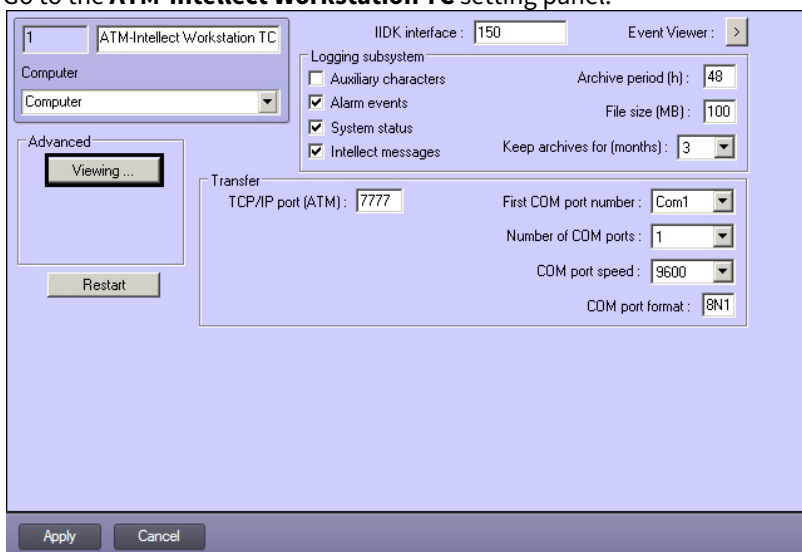 Go to the ATM-Intellect Workstation TC setting panel.
1 ATM-Intellect Workstation TC
IIDK interface : 150
Event Viewer : >
Computer
Computer
Logging subsystem
Auxiliary characters
Archive period (h) : 48
Alarm events
File size (MB) : 100
System status
Intellect messages
Keep archives for (months) : 3
Advanced
Viewing ...
Restart
Transfer
TCP/IP port (ATM) : 7777
First COM port number : Com1
Number of COM ports : 1
COM port speed : 9600
COM port format : 8N1
Apply Cancel